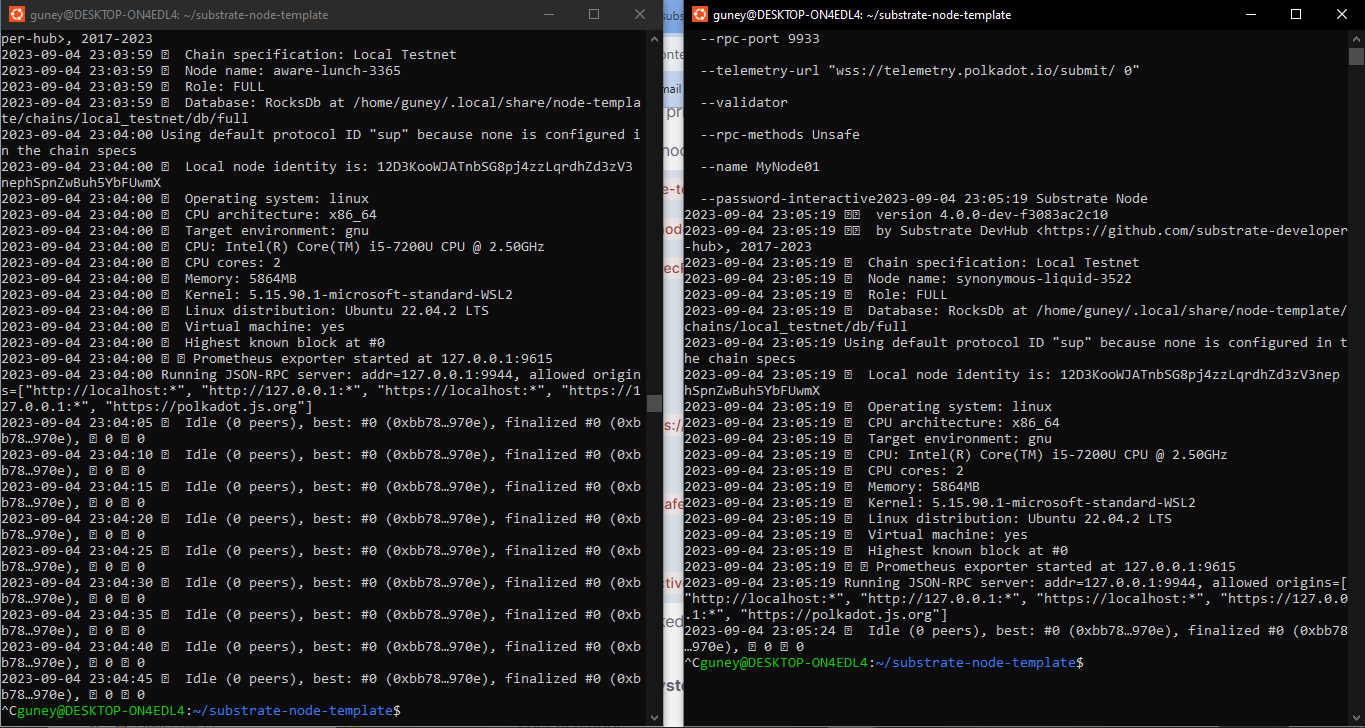 guney@DESKTOP-ON4EDL4: ~/substrate-node-template
per-hub>, 2017-2023
2023-09-04 23:03:59 Chain specification: Local Testnet
2023-09-04 23:03:59 Node name: aware-lunch-3365
2023-09-04 23:03:59 Role: FULL
2023-09-04 23:03:59 Database: RocksDb at /home/guney/.local/share/node-templa
te/chains/local_testnet/db/full
2023-09-04 23:04:00 Using default protocol ID "sup" because none is configured i
n the chain specs
2023-09-04 23:04:00 Local node identity is: 12D3KooWJATnbSG8pj4zzLqrdhZd3zV3
nephSpnZwBuh5YbFUwmX
2023-09-04 23:04:00 Operating system: linux
2023-09-04 23:04:00 CPU architecture: x86_64
2023-09-04 23:04:00 Target environment: gnu
2023-09-04 23:04:00 CPU: Intel(R) Core(TM) i5-7200U CPU @ 2.50GHz
2023-09-04 23:04:00 CPU cores: 2
2023-09-04 23:04:00 Memory: 5864MB
2023-09-04 23:04:00 Kernel: 5.15.90.1-microsoft-standard-WSL2
2023-09-04 23:04:00 Linux distribution: Ubuntu 22.04.2 LTS
2023-09-04 23:04:00 Virtual machine: yes
2023-09-04 23:04:00 Highest known block at #0
2023-09-04 23:04:00 Prometheus exporter started at 127.0.0.1:9615
2023-09-04 23:04:00 Running JSON-RPC server: addr=127.0.0.1:9944, allowed origin
s=["http://localhost:*", "http://127.0.0.1:*", "https://localhost:*", "https://1
27.0.0.1:*", "https://polkadot.js.org"]
2023-09-04 23:04:05 Idle (0 peers), best: #0 (0xbb78…970e), finalized #0 (0xb
b78…970e), 0 0
2023-09-04 23:04:10 Idle (0 peers), best: #0 (0xbb78…970e), finalized #0 (0xb
b78…970e), 0 0
2023-09-04 23:04:15 Idle (0 peers), best: #0 (0xbb78…970e), finalized #0 (0xb
b78…970e), 0 0
2023-09-04 23:04:20 Idle (0 peers), best: #0 (0xbb78…970e), finalized #0 (0xb
b78…970e), 0 0
2023-09-04 23:04:25 Idle (0 peers), best: #0 (0xbb78…970e), finalized #0 (0xb
b78…970e), 0 0
2023-09-04 23:04:30 Idle (0 peers), best: #0 (0xbb78…970e), finalized #0 (0xb
b78…970e), 0 0
2023-09-04 23:04:35 Idle (0 peers), best: #0 (0xbb78…970e), finalized #0 (0xb
b78…970e), 0 0
2023-09-04 23:04:40 Idle (0 peers), best: #0 (0xbb78…970e), finalized #0 (0xb
b78…970e), 0 0
2023-09-04 23:04:45 Idle (0 peers), best: #0 (0xbb78…970e), finalized #0 (0xb
b78…970e), 0 0
^Cguney@DESKTOP-ON4EDL4:~/substrate-node-template$
guney@DESKTOP-ON4EDL4: ~/substrate-node-template
--rpc-port 9933
--telemetry-url "wss://telemetry.polkadot.io/submit/ 0"
--validator
--rpc-methods Unsafe
--name MyNode01
--password-interactive2023-09-04 23:05:19 Substrate Node
2023-09-04 23:05:19 version 4.0.0-dev-f3083ac2c10
2023-09-04 23:05:19 by Substrate DevHub <https://github.com/substrate-developer
-hub>, 2017-2023
2023-09-04 23:05:19 Chain specification: Local Testnet
2023-09-04 23:05:19 Node name: synonymous-liquid-3522
2023-09-04 23:05:19 Role: FULL
2023-09-04 23:05:19 Database: RocksDb at /home/guney/.local/share/node-template/
chains/local_testnet/db/full
2023-09-04 23:05:19 Using default protocol ID "sup" because none is configured in t
he chain specs
2023-09-04 23:05:19 Local node identity is: 12D3KooWJATnbSG8pj4zzLqrdhZd3zV3nep
hSpnZwBuh5YbFUwmX
2023-09-04 23:05:19 Operating system: linux
2023-09-04 23:05:19 CPU architecture: x86_64
2023-09-04 23:05:19 Target environment: gnu
2023-09-04 23:05:19 CPU: Intel(R) Core(TM) i5-7200U CPU @ 2.50GHz
2023-09-04 23:05:19 CPU cores: 2
2023-09-04 23:05:19 Memory: 5864MB
2023-09-04 23:05:19 Kernel: 5.15.90.1-microsoft-standard-WSL2
2023-09-04 23:05:19 Linux distribution: Ubuntu 22.04.2 LTS
2023-09-04 23:05:19 Virtual machine: yes
2023-09-04 23:05:19 Highest known block at #0
2023-09-04 23:05:19 Prometheus exporter started at 127.0.0.1:9615
2023-09-04 23:05:19 Running JSON-RPC server: addr=127.0.0.1:9944, allowed origins=[
"http://localhost:*", "http://127.0.0.1:*", "https://localhost:*", "https://127.0.0
.1:*", "https://polkadot.js.org"]
2023-09-04 23:05:24 Idle (0 peers), best: #0 (0xbb78…970e), finalized #0 (0xbb78
…970e), 0 0
^Cguney@DESKTOP-ON4EDL4:~/substrate-node-template$